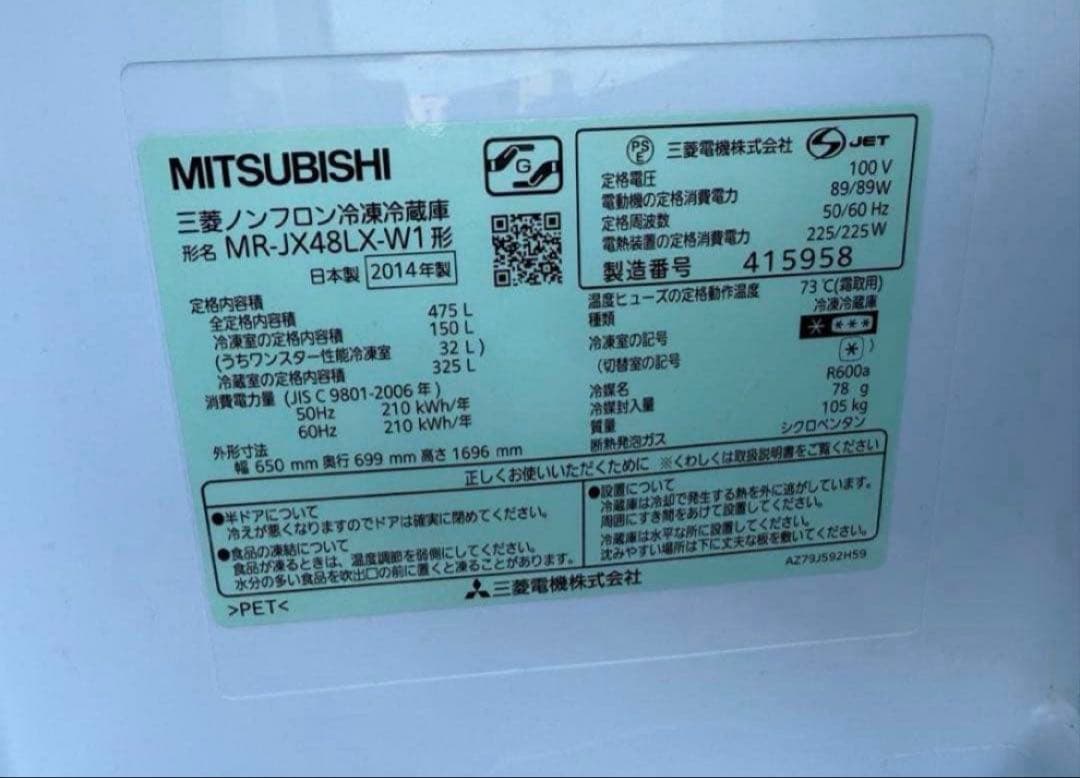 MITSUBISHI
三菱ノンフロン冷凍冷蔵庫
形名 MR-JX48LX-W1形
日本製 2014年製
G
PS
E
三菱電機株式会社
S JET
定格電圧 100 V
電動機の定格消費電力 89/89W
定格周波数 50/60 Hz
電熱装置の定格消費電力 225/225W
製造番号 415958
定格内容積
全定格内容積 475 L
冷凍室の定格内容積 150 L
(うちワンスター性能冷凍室 32 L)
冷蔵室の定格内容積 325 L
消費電力量 (JIS C 9801-2006 年)
50Hz 210 kWh/年
60Hz 210 kWh/年
外形寸法
幅 650 mm 奥行 699 mm 高さ 1696 mm
温度ヒューズの定格動作温度 73 ℃(霜取用)
種類 冷凍冷蔵庫
冷凍室の記号 * ***
(切替室の記号 * )
冷媒名 R600a
冷媒封入量 78 g
質量 105 kg
断熱発泡ガス シクロペンタン
正しくお使いいただくために ※くわしくは取扱説明書をご覧ください
●半ドアについて
冷えが悪くなりますのでドアは確実に閉めてください。
●食品の凍結について
食品が凍るときは、温度調節を弱側にしてください。
水分の多い食品を吹出口の前に置くと凍ることがあります。
●設置について
冷蔵庫は冷却で発生する熱を外に逃がしています。
周囲にすき間をあけて設置してください。
冷蔵庫は水平な所に設置してください。
沈みやすい場所は下に丈夫な板を敷いてください。
>PET<
三菱電機株式会社
AZ79J592H59